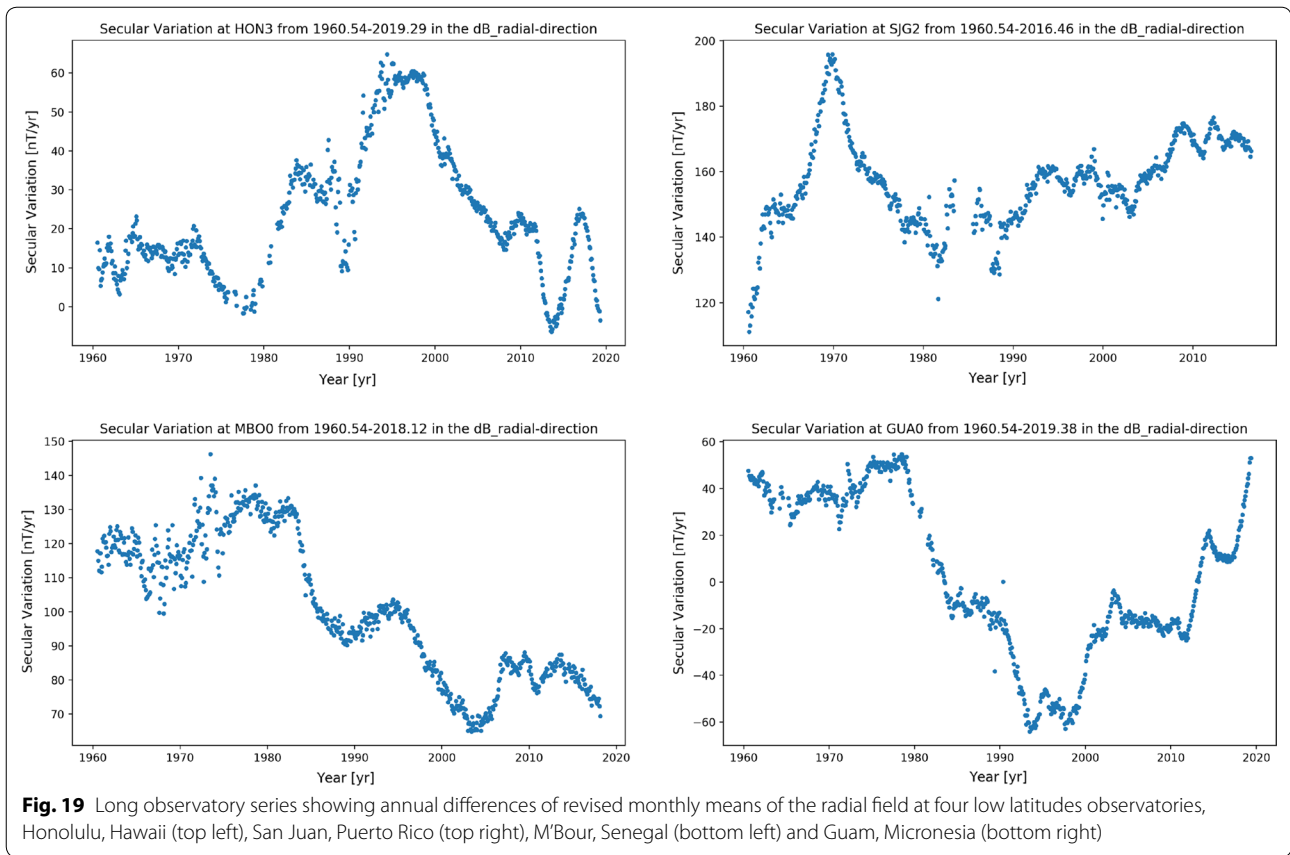 Secular Variation at HON3 from 1960.54-2019.29 in the dB_radial-direction
Secular Variation [nT/yr]
60
50
40
30
20
10
0
1960 1970 1980 1990 2000 2010 2020
Year [yr]
Secular Variation at SJG2 from 1960.54-2016.46 in the dB_radial-direction
Secular Variation [nT/yr]
200
180
160
140
120
1960 1970 1980 1990 2000 2010
Year [yr]
Secular Variation at MBO0 from 1960.54-2018.12 in the dB_radial-direction
Secular Variation [nT/yr]
150
140
130
120
110
100
90
80
70
1960 1970 1980 1990 2000 2010 2020
Year [yr]
Secular Variation at GUA0 from 1960.54-2019.38 in the dB_radial-direction
Secular Variation [nT/yr]
60
40
20
0
−20
−40
−60
1960 1970 1980 1990 2000 2010 2020
Year [yr]
Fig. 19 Long observatory series showing annual differences of revised monthly means of the radial field at four low latitudes observatories,
Honolulu, Hawaii (top left), San Juan, Puerto Rico (top right), M'Bour, Senegal (bottom left) and Guam, Micronesia (bottom right)